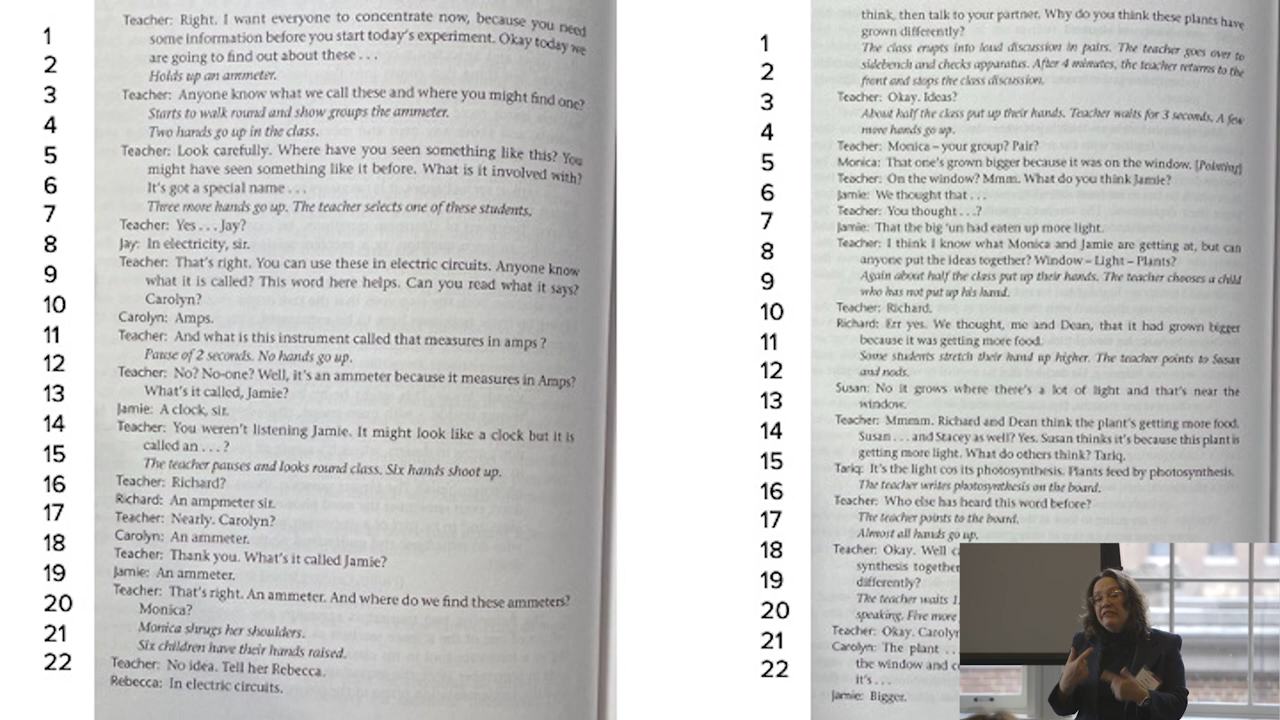 1
2
3
4
5
6
7
8
9
10
11
12
13
14
15
16
17
18
19
20
21
22
Teacher: Right. I want everyone to concentrate now, because you need
some information before you start today's experiment. Okay today we
are going to find out about these . . .
Holds up an ammeter.
Teacher: Anyone know what we call these and where you might find one?
Starts to walk round and show groups the ammeter.
Two hands go up in the class.
Teacher: Look carefully. Where have you seen something like this? You
might have seen something like it before. What is it involved with?
It's got a special name . . .
Three more hands go up. The teacher selects one of these students.
Teacher: Yes . . . Jay?
Jay: In electricity, sir.
Teacher: That's right. You can use these in electric circuits. Anyone know
what it is called? This word here helps. Can you read what it says?
Carolyn?
Carolyn: Amps.
Teacher: And what is this instrument called that measures in amps?
Pause of 2 seconds. No hands go up.
Teacher: No? No-one? Well, it's an ammeter because it measures in Amps?
What's it called, Jamie?
Jamie: A clock, sir.
Teacher: You weren't listening Jamie. It might look like a clock but it is
called an . . . ?
The teacher pauses and looks round class. Six hands shoot up.
Teacher: Richard?
Richard: An ampmeter sir.
Teacher: Nearly. Carolyn?
Carolyn: An ammeter.
Teacher: Thank you. What's it called Jamie?
Jamie: An ammeter.
Teacher: That's right. An ammeter. And where do we find these ammeters?
Monica?
Monica shrugs her shoulders.
Six children have their hands raised.
Teacher: No idea. Tell her Rebecca.
Rebecca: In electric circuits.
1
2
3
4
5
6
7
8
9
10
11
12
13
14
15
16
17
18
19
20
21
22
think, then talk to your partner. Why do you think these plants have
grown differently?
The class erupts into loud discussion in pairs. The teacher goes over to
sidebench and checks apparatus. After 4 minutes, the teacher returns to the
front and stops the class discussion.
Teacher: Okay. Ideas?
About half the class put up their hands. Teacher waits for 3 seconds. A few
more hands go up.
Teacher: Monica – your group? Pair?
Monica: That one's grown bigger because it was on the window. [Pointing]
Teacher: On the window? Mmm. What do you think Jamie?
Jamie: We thought that . . .
Teacher: You thought . . . ?
Jamie: That the big 'un had eaten up more light.
Teacher: I think I know what Monica and Jamie are getting at, but can
anyone put the ideas together? Window – Light – Plants?
Again about half the class put up their hands. The teacher chooses a child
who has not put up his hand.
Teacher: Richard.
Richard: Err yes. We thought, me and Dean, that it had grown bigger
because it was getting more food.
Some students stretch their hand up higher. The teacher points to Susan
and nods.
Susan: No it grows where there's a lot of light and that's near the
window.
Teacher: Mmmm. Richard and Dean think the plant's getting more food.
Susan . . . and Stacey as well? Yes. Susan thinks it's because this plant is
getting more light. What do others think? Tariq.
Tariq: It's the light cos its photosynthesis. Plants feed by photosynthesis.
The teacher writes photosynthesis on the board.
Teacher: Who else has heard this word before?
The teacher points to the board.
Almost all hands go up.
Teacher: Okay. Well
synthesis together
differently?
The teacher waits
speaking. Five more
Teacher: Okay. Carolyn
Carolyn: The plant . .
the window and
it's . . .
Jamie: Bigger.